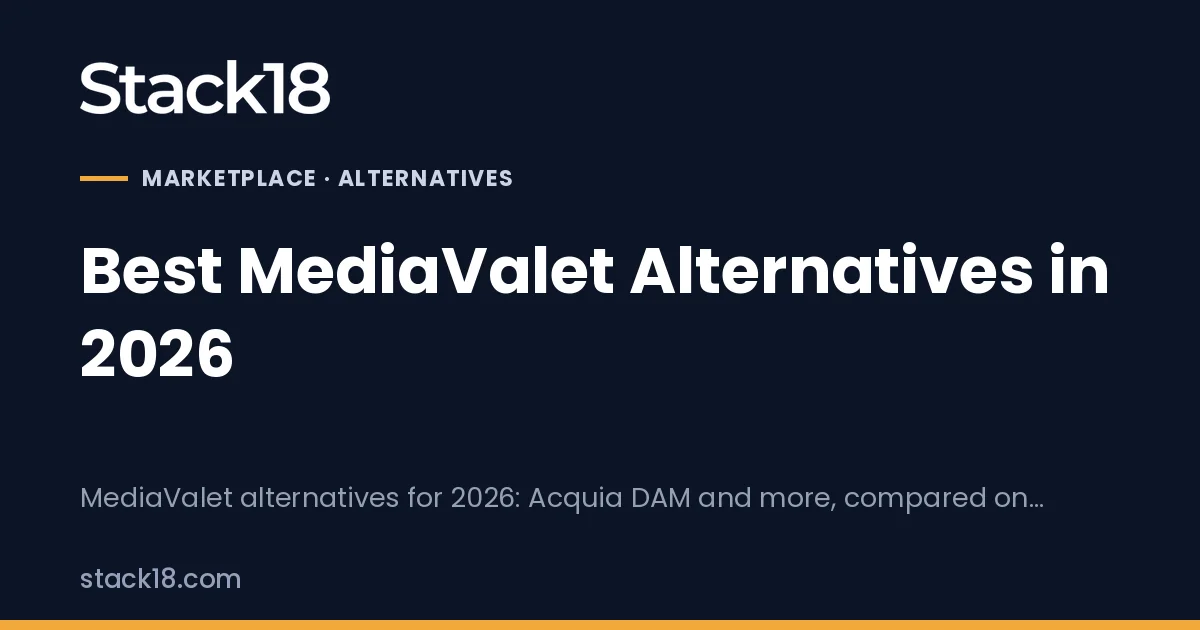 Stack18
MARKETPLACE · ALTERNATIVES
Best MediaValet Alternatives in
2026
MediaValet alternatives for 2026: Acquia DAM and more, compared on...
stack18.com